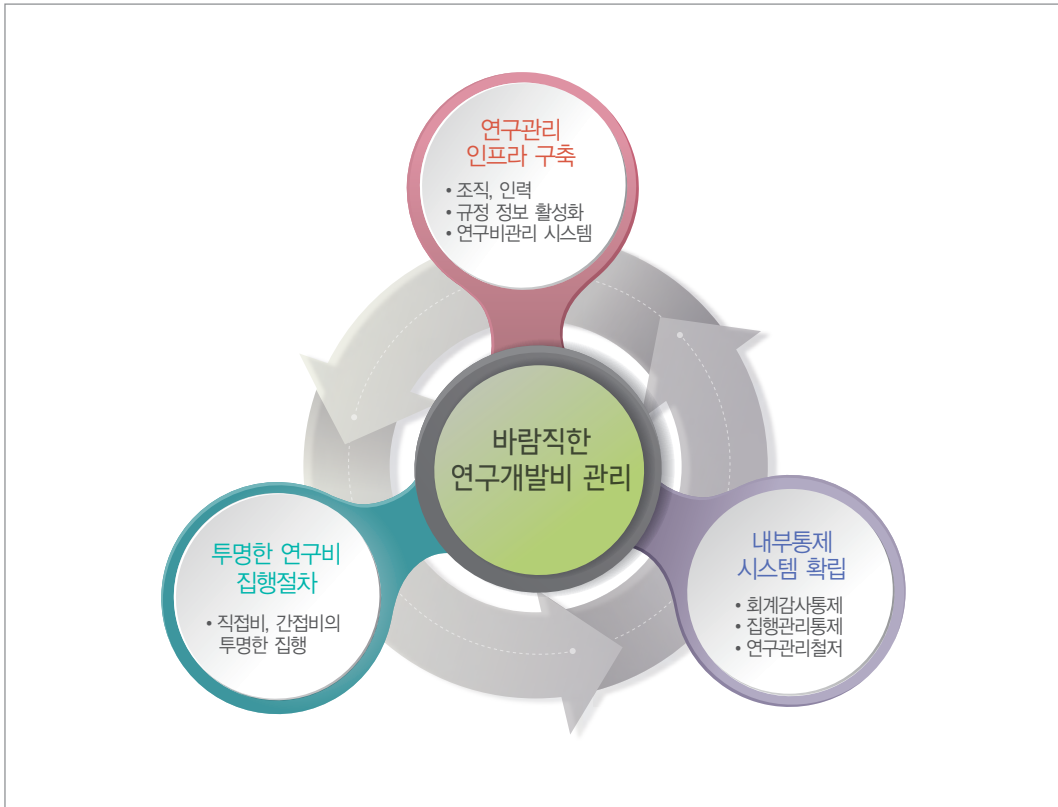 연구관리
인프라 구축
• 조직, 인력
• 규정 정보 활성화
• 연구비관리 시스템
바람직한
연구개발비 관리
투명한 연구비
집행절차
• 직접비, 간접비의
투명한 집행
내부통제
시스템 확립
• 회계감사통제
• 집행관리통제
• 연구관리철저